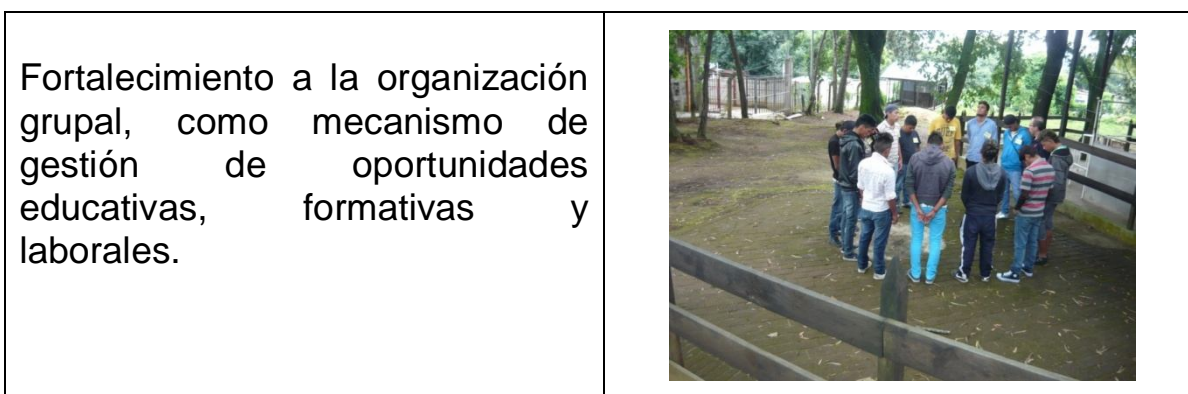 Fortalecimiento a la organización
grupal, como mecanismo de
gestión de oportunidades
educativas, formativas y
laborales.